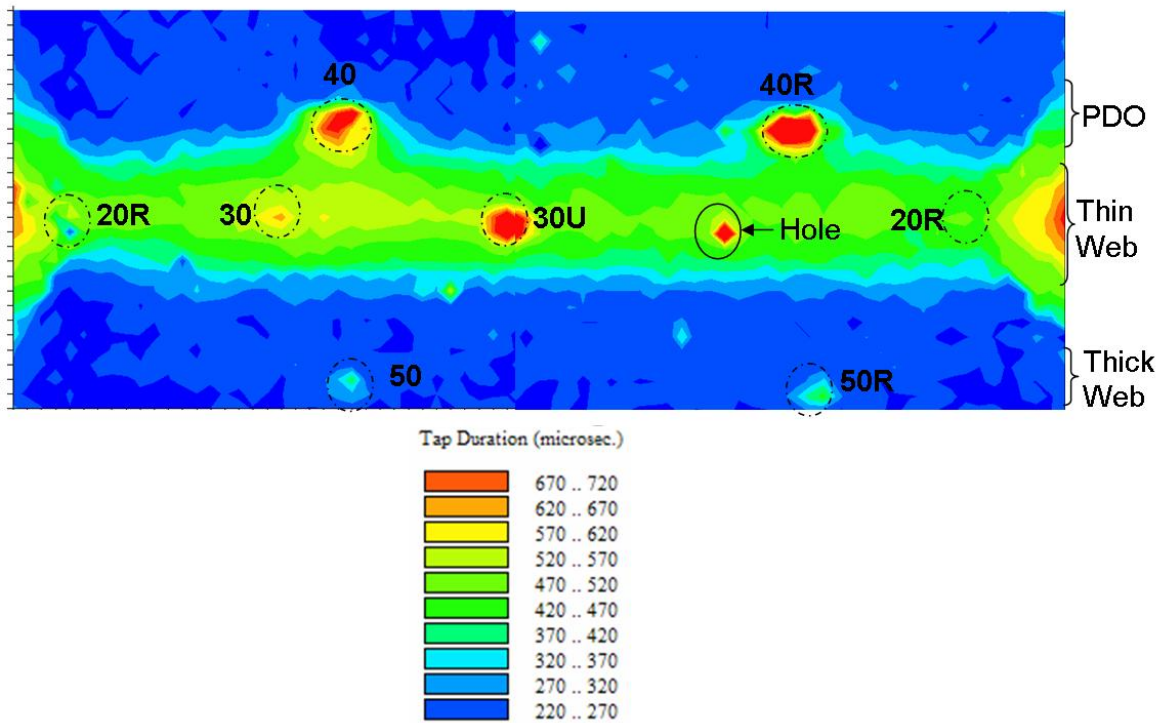 40
40R
PDO
20R
30
30U
Hole
20R
Thin
Web
50
50R
Thick
Web
Tap Duration (microsec.)
670 .. 720
620 .. 670
570 .. 620
520 .. 570
470 .. 520
420 .. 470
370 .. 420
320 .. 370
270 .. 320
220 .. 270